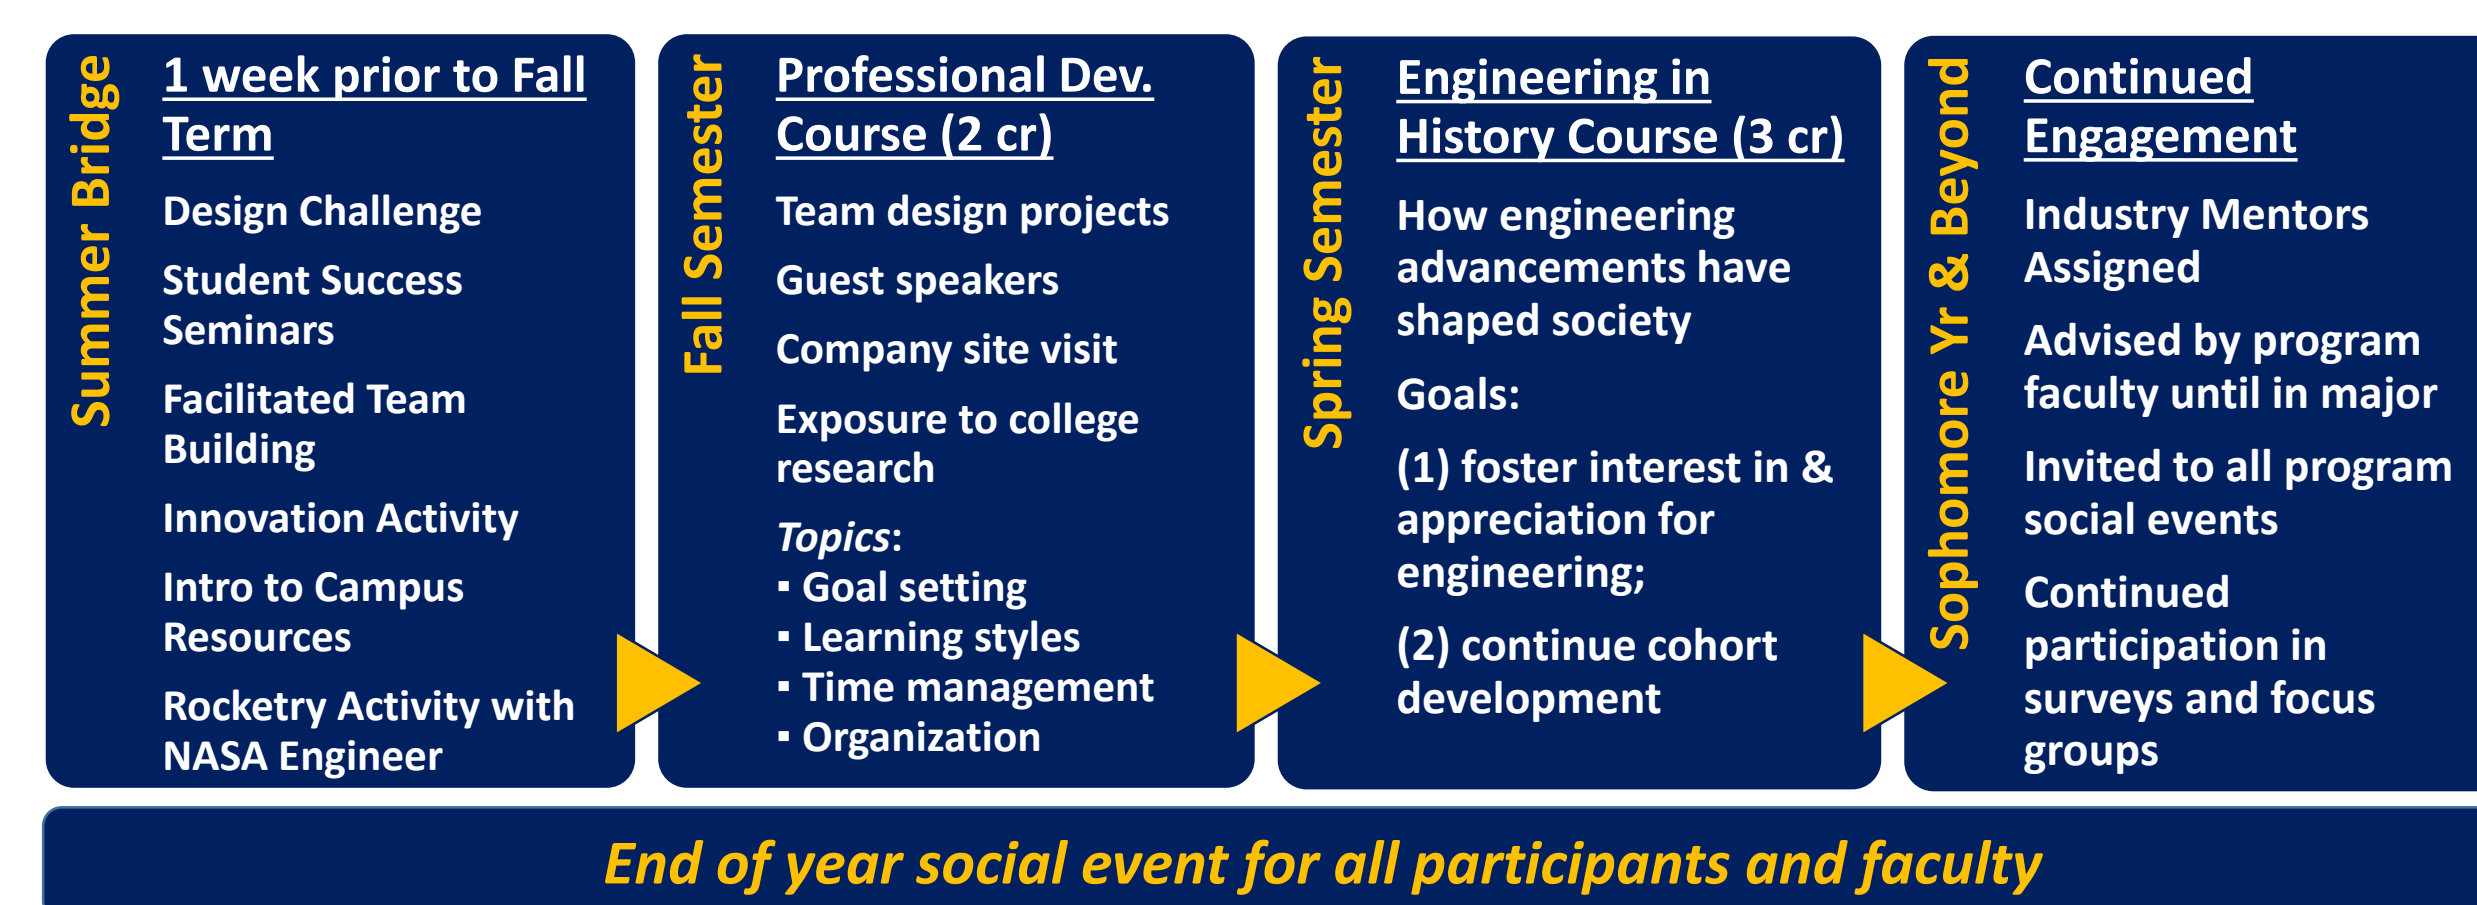 Summer Bridge
1 week prior to Fall
Term
Design Challenge
Student Success
Seminars
Facilitated Team
Building
Innovation Activity
Intro to Campus
Resources
Rocketry Activity with
NASA Engineer
Fall Semester
Professional Dev.
Course (2 cr)
Team design projects
Guest speakers
Company site visit
Exposure to college
research
Topics:
▪ Goal setting
▪ Learning styles
▪ Time management
▪ Organization
Spring Semester
Engineering in
History Course (3 cr)
How engineering
advancements have
shaped society
Goals:
(1) foster interest in &
appreciation for
engineering;
(2) continue cohort
development
Sophomore Yr & Beyond
Continued
Engagement
Industry Mentors
Assigned
Advised by program
faculty until in major
Invited to all program
social events
Continued
participation in
surveys and focus
groups
End of year social event for all participants and faculty